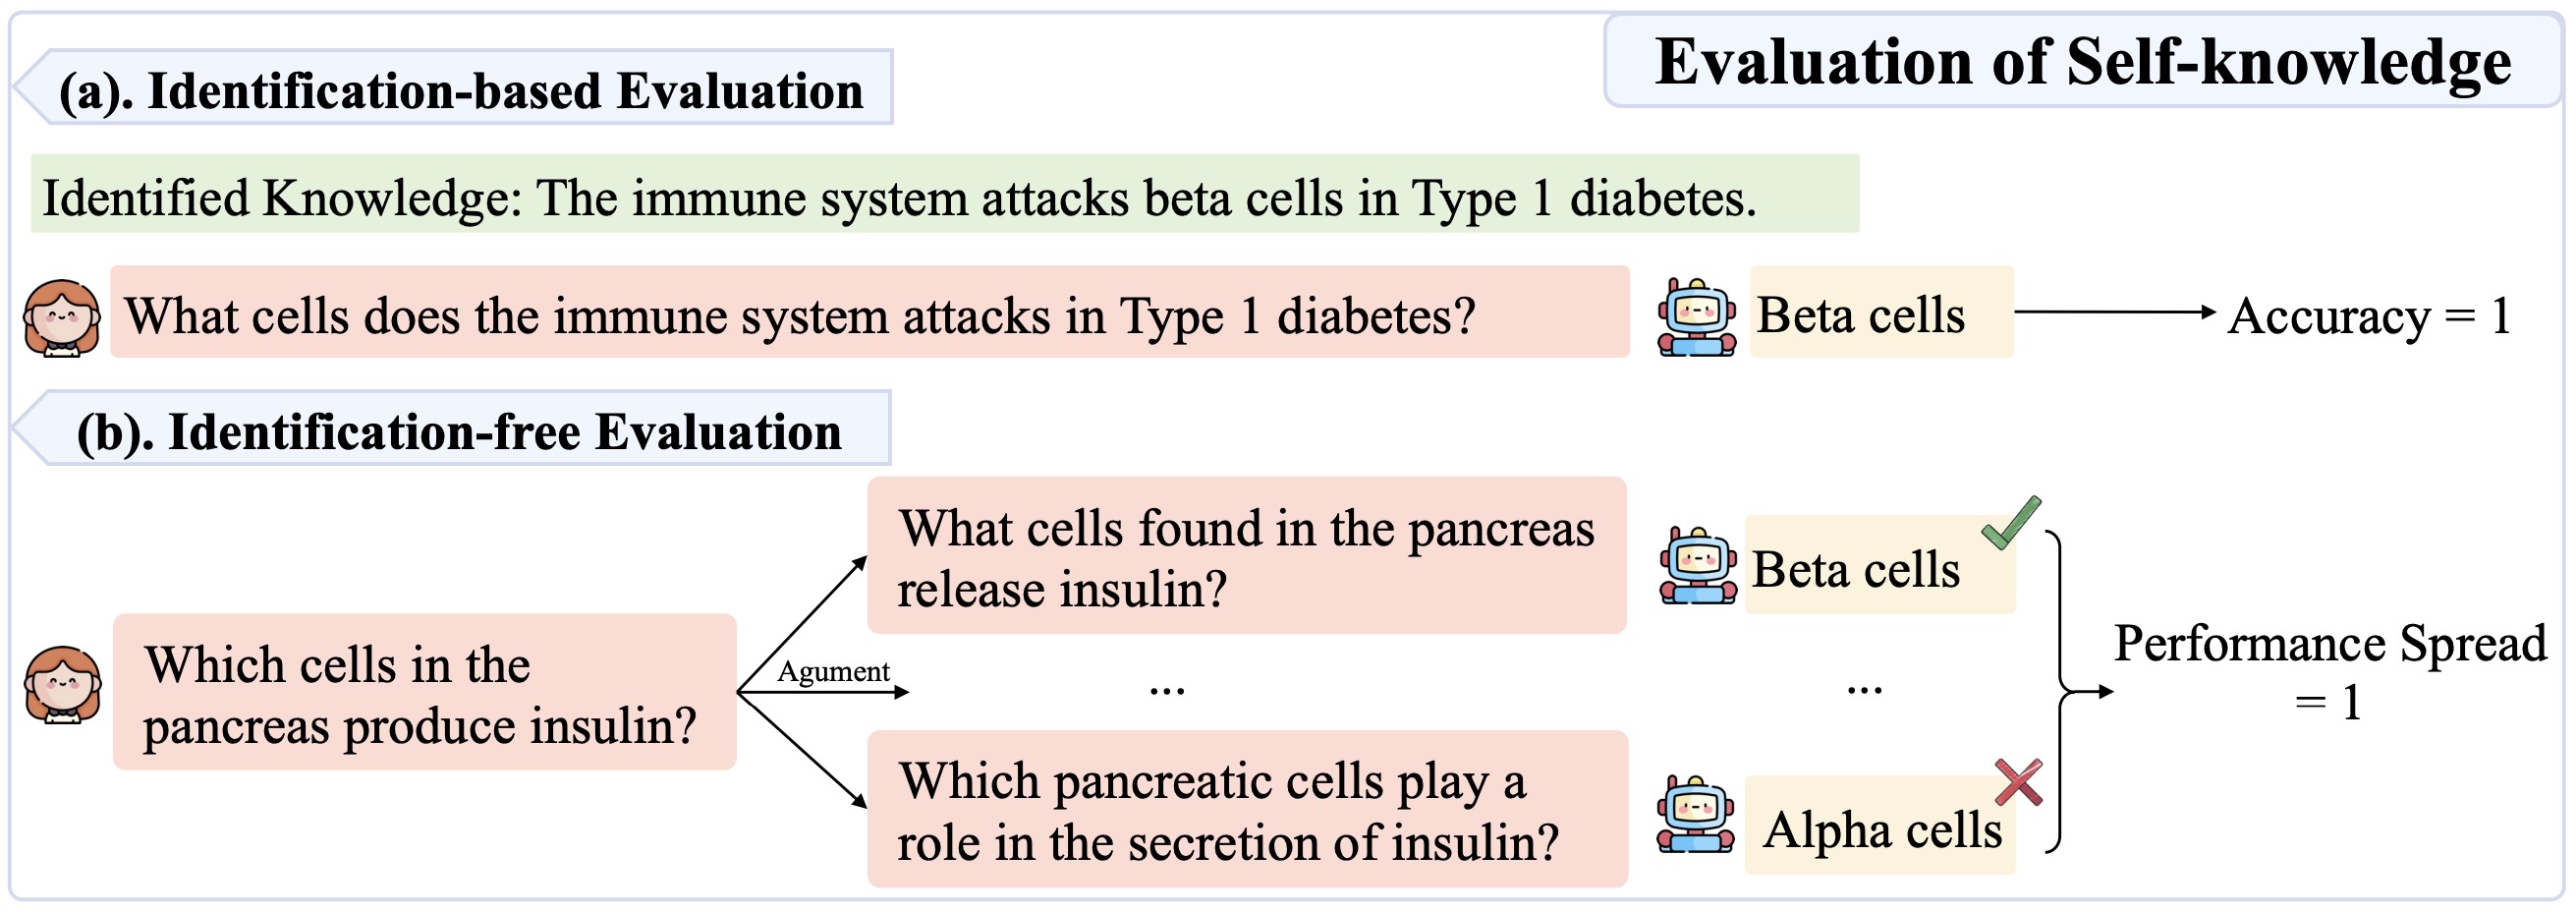 Evaluation of Self-knowledge
(a). Identification-based Evaluation
Identified Knowledge: The immune system attacks beta cells in Type 1 diabetes.
What cells does the immune system attacks in Type 1 diabetes?
Beta cells
Accuracy = 1
(b). Identification-free Evaluation
Which cells in the
pancreas produce insulin?
Agument
What cells found in the pancreas
release insulin?
...
Which pancreatic cells play a
role in the secretion of insulin?
Beta cells
...
Alpha cells
Performance Spread
= 1